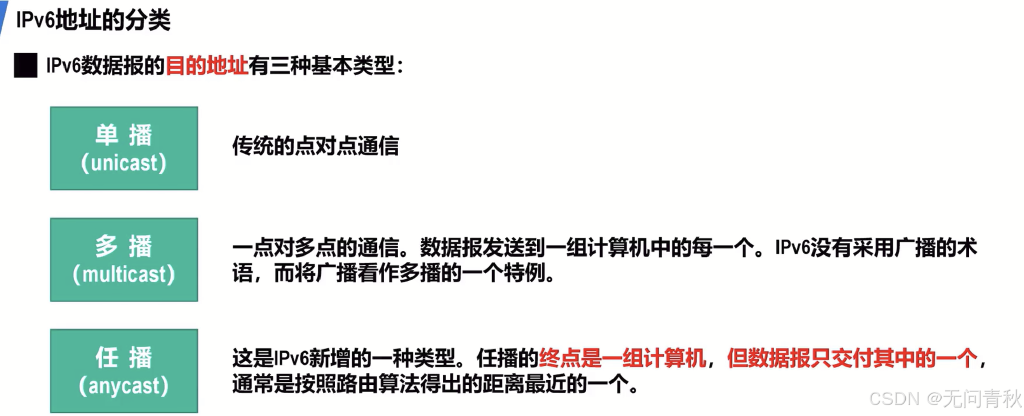 IPv6地址的分类
IPv6数据报的目的地址有三种基本类型：
单 播
（unicast）
传统的点对点通信
多 播
（multicast）
一点对多点的通信。数据报发送到一组计算机中的每一个。IPv6没有采用广播的术
语，而将广播看作多播的一个特例。
任 播
（anycast）
这是IPv6新增的一种类型。任播的终点是一组计算机，但数据报只交付其中的一个，
通常是按照路由算法得出的距离最近的一个。
CSDN @无问青秋